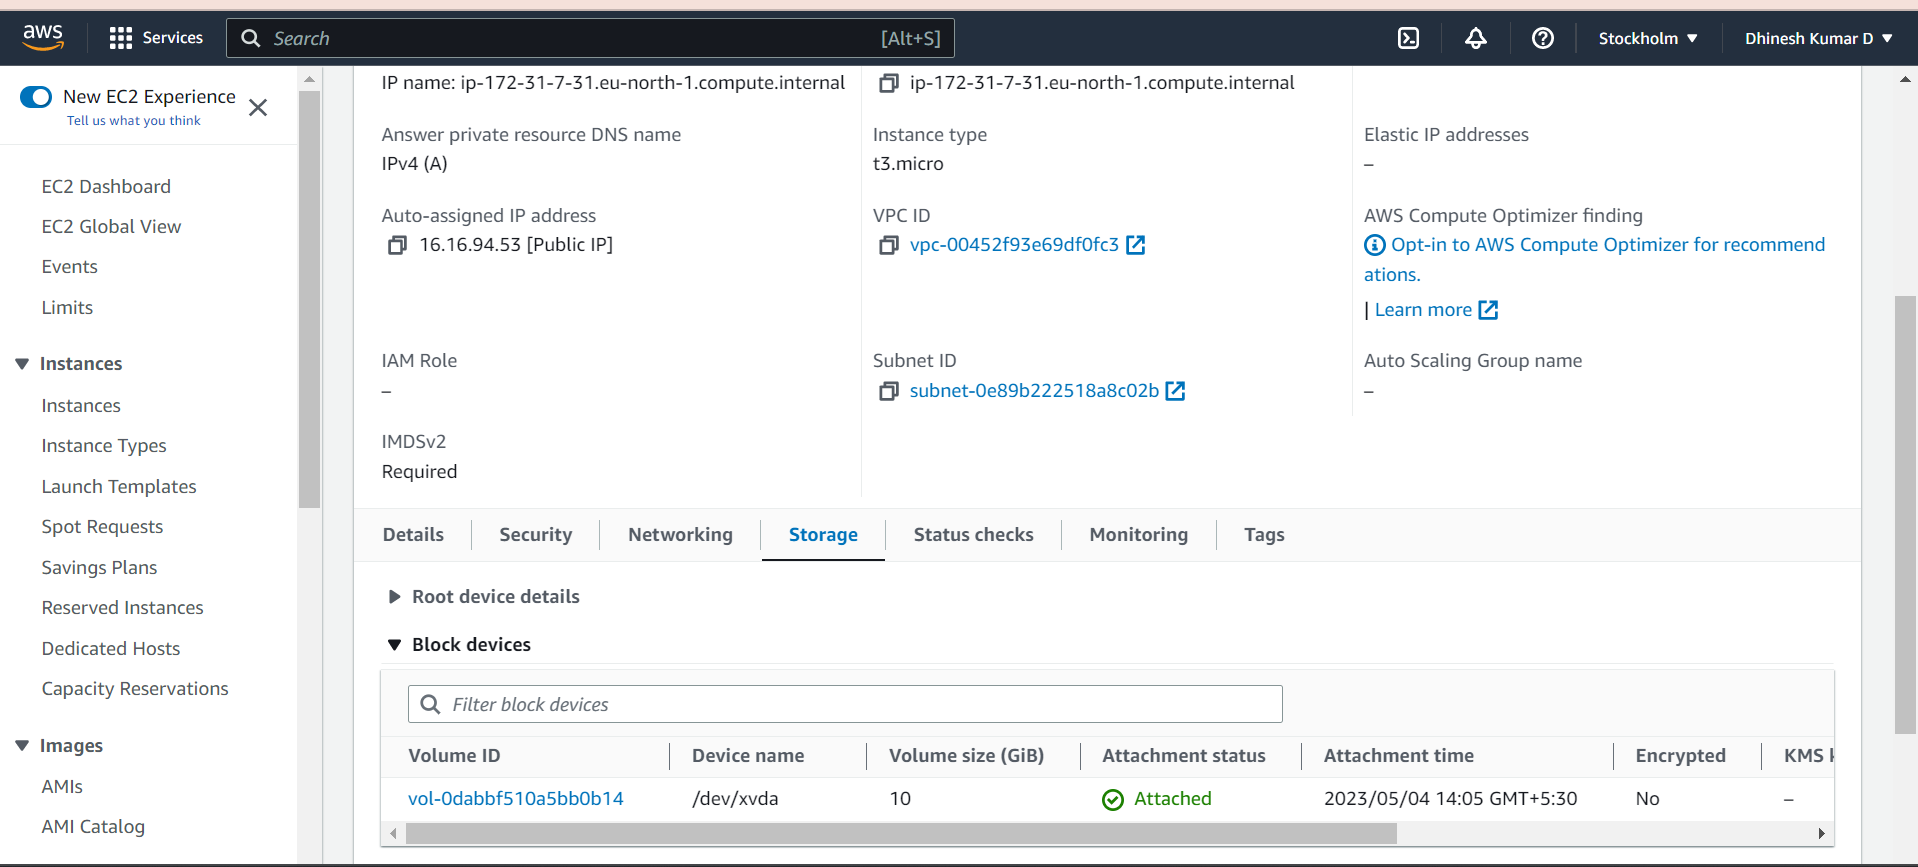 aws
Services
Search
[Alt+S]
Stockholm
Dhinesh Kumar D
New EC2 Experience
Tell us what you think
EC2 Dashboard
EC2 Global View
Events
Limits
Instances
Instances
Instance Types
Launch Templates
Spot Requests
Savings Plans
Reserved Instances
Dedicated Hosts
Capacity Reservations
Images
AMIs
AMI Catalog
IP name: ip-172-31-7-31.eu-north-1.compute.internal
ip-172-31-7-31.eu-north-1.compute.internal
Answer private resource DNS name
IPv4 (A)
Instance type
t3.micro
Elastic IP addresses
–
Auto-assigned IP address
16.16.94.53 [Public IP]
VPC ID
vpc-00452f93e69df0fc3
AWS Compute Optimizer finding
Opt-in to AWS Compute Optimizer for recommend
ations.
| Learn more
IAM Role
–
Subnet ID
subnet-0e89b222518a8c02b
Auto Scaling Group name
–
IMDSv2
Required
Details
Security
Networking
Storage
Status checks
Monitoring
Tags
Root device details
Block devices
Filter block devices
Volume ID
Device name
Volume size (GiB)
Attachment status
Attachment time
Encrypted
KMS
vol-0dabbf510a5bb0b14
/dev/xvda
10
Attached
2023/05/04 14:05 GMT+5:30
No
–